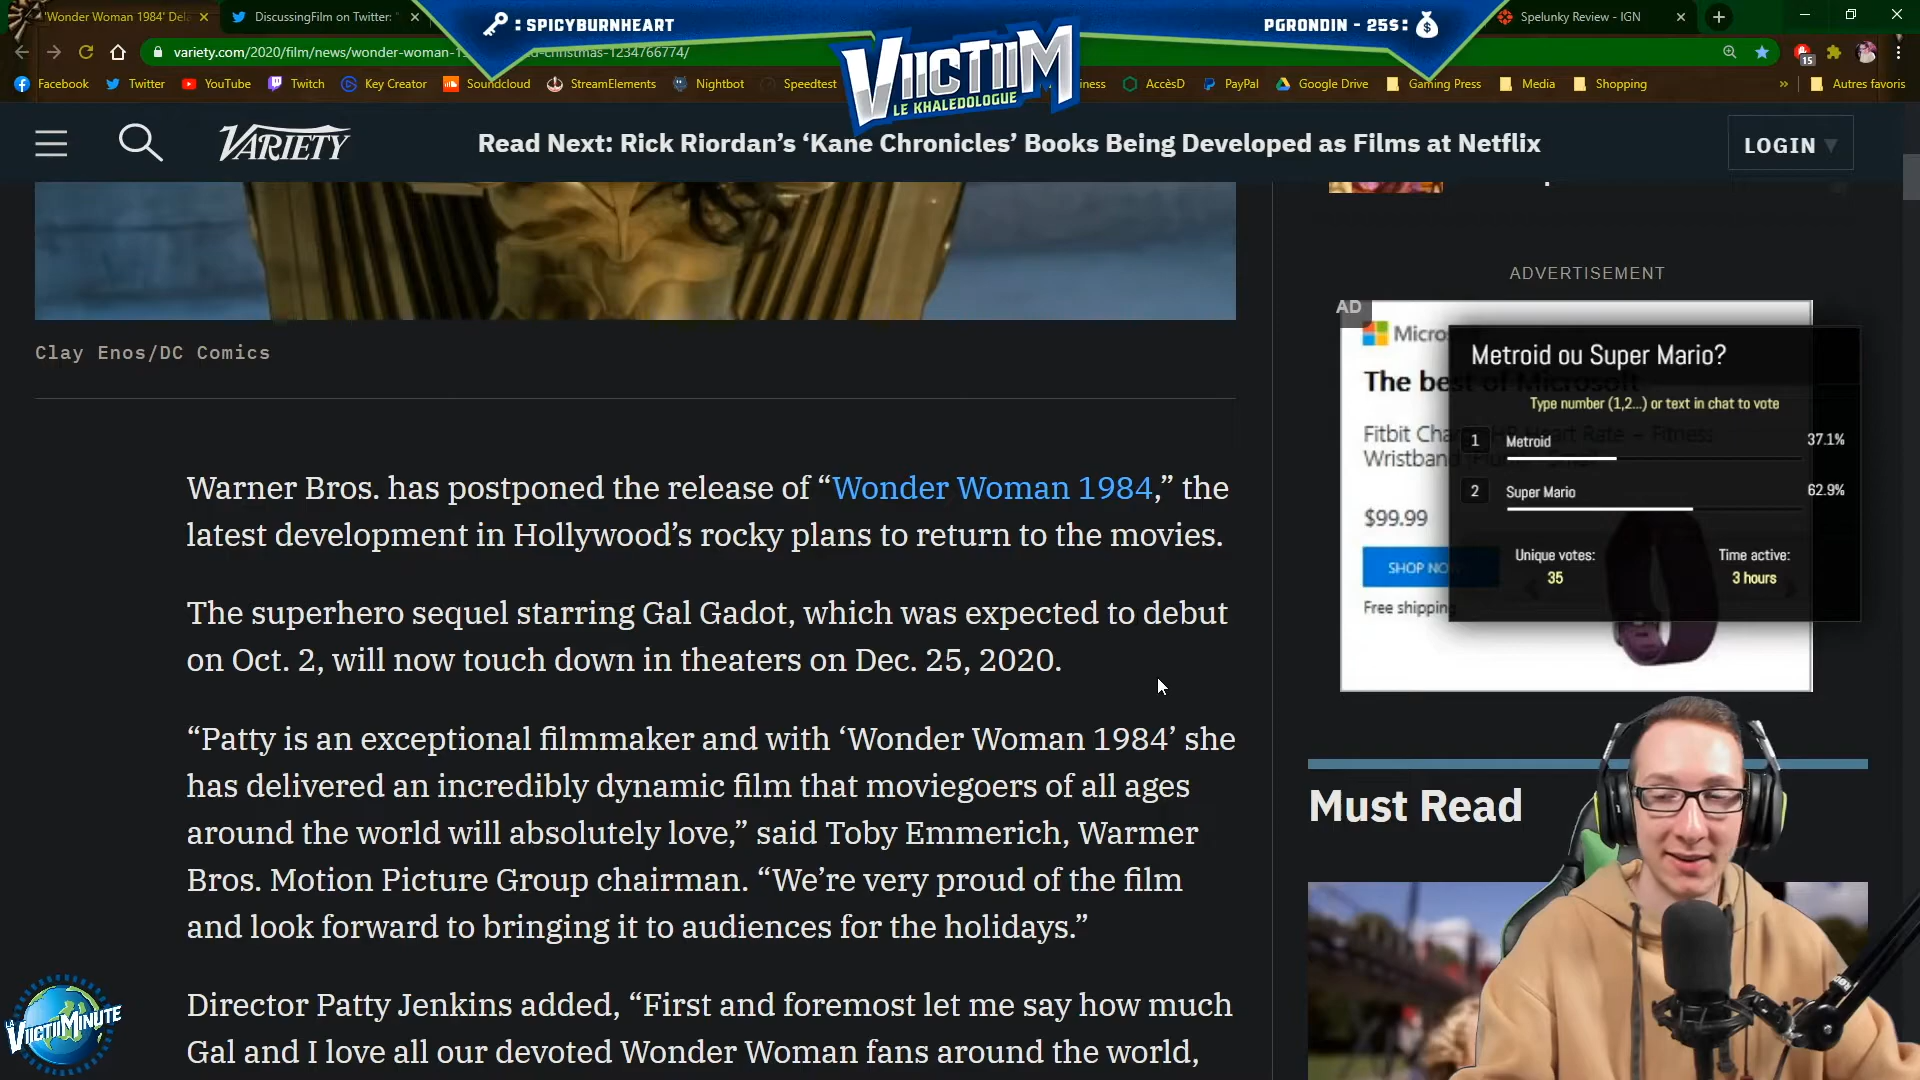 'Wonder Woman 1984' Del
DiscussingFilm on Twitter: "
: SPICYBURNHEART
PGRONDIN - 25$:
Spelunky Review - IGN
variety.com/2020/film/news/wonder-woman-1
d-christmas-1234766774/
15
Facebook
Twitter
YouTube
Twitch
Key Creator
Soundcloud
StreamElements
Nightbot
Speedtest
AccèsD
PayPal
Google Drive
Gaming Press
Media
Shopping
»
Autres favoris
VIICTIIM
LE KHALEDOLOGUE
VARIETY
Read Next: Rick Riordan's ‘Kane Chronicles’ Books Being Developed as Films at Netflix
LOGIN
Clay Enos/DC Comics
Warner Bros. has postponed the release of “Wonder Woman 1984,” the
latest development in Hollywood’s rocky plans to return to the movies.
The superhero sequel starring Gal Gadot, which was expected to debut
on Oct. 2, will now touch down in theaters on Dec. 25, 2020.
“Patty is an exceptional filmmaker and with ‘Wonder Woman 1984’ she
has delivered an incredibly dynamic film that moviegoers of all ages
around the world will absolutely love,” said Toby Emmerich, Warmer
Bros. Motion Picture Group chairman. “We’re very proud of the film
and look forward to bringing it to audiences for the holidays.”
Director Patty Jenkins added, “First and foremost let me say how much
Gal and I love all our devoted Wonder Woman fans around the world,
ADVERTISEMENT
AD
The best of Microsoft
Fitbit Charge HR Heart Rate - Fitness
Wristband
$99.99
SHOP NO
Free shipping
Metroid ou Super Mario?
Type number (1,2...) or text in chat to vote
1 Metroid 37.1%
2 Super Mario 62.9%
Unique votes: Time active:
35 3 hours
Must Read
LA
VIICTIIMINUTE